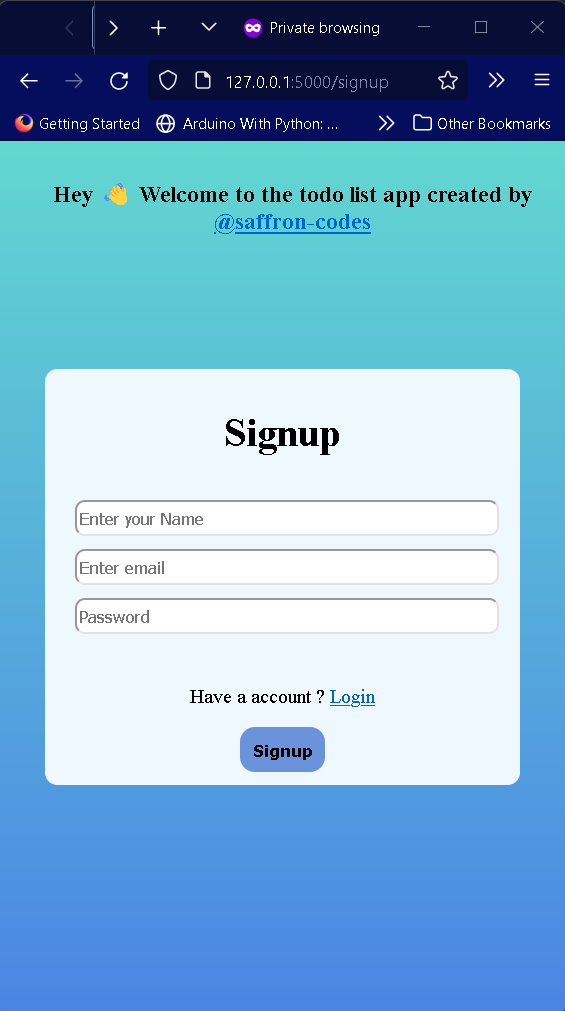 Private browsing
127.0.0.1:5000/signup
Getting Started Arduino With Python: ... Other Bookmarks
Hey 👋 Welcome to the todo list app created by
@saffron-codes
Signup
Enter your Name
Enter email
Password
Have a account ? Login
Signup